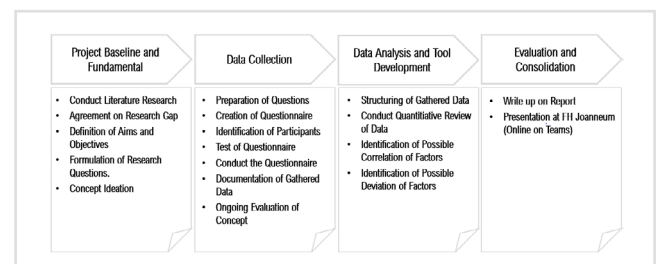 Project Baseline and
Fundamental
• Conduct Literature Research
• Agreement on Research Gap
• Definition of Aims and
Objectives
• Formulation of Research
Questions.
• Concept Ideation
Data Collection
• Preparation of Questions
• Creation of Questionnaire
• Identification of Participants
• Test of Questionnaire
• Conduct the Questionnaire
• Documentation of Gathered
Data
• Ongoing Evaluation of
Concept
Data Analysis and Tool
Development
• Structuring of Gathered Data
• Conduct Quantitiative Review
of Data
• Identification of Possible
Correlation of Factors
• Identification of Possible
Deviation of Factors
Evaluation and
Consolidation
• Write up on Report
• Presentation at FH Joanneum
(Online on Teams)